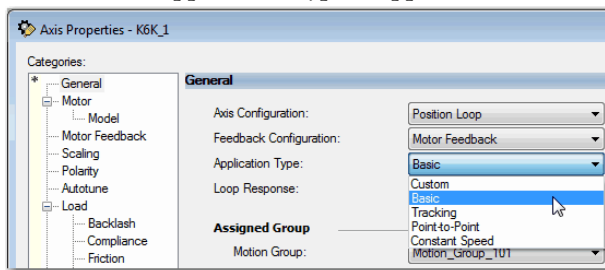 Axis Properties - K6K_1
Categories:
* General
Motor
Model
Motor Feedback
Scaling
Polarity
Autotune
Load
Backlash
Compliance
Friction
General
Axis Configuration: Position Loop
Feedback Configuration: Motor Feedback
Application Type: Basic
Loop Response:
Custom
Basic
Tracking
Point-to-Point
Constant Speed
Assigned Group
Motion Group: Motion_Group_101